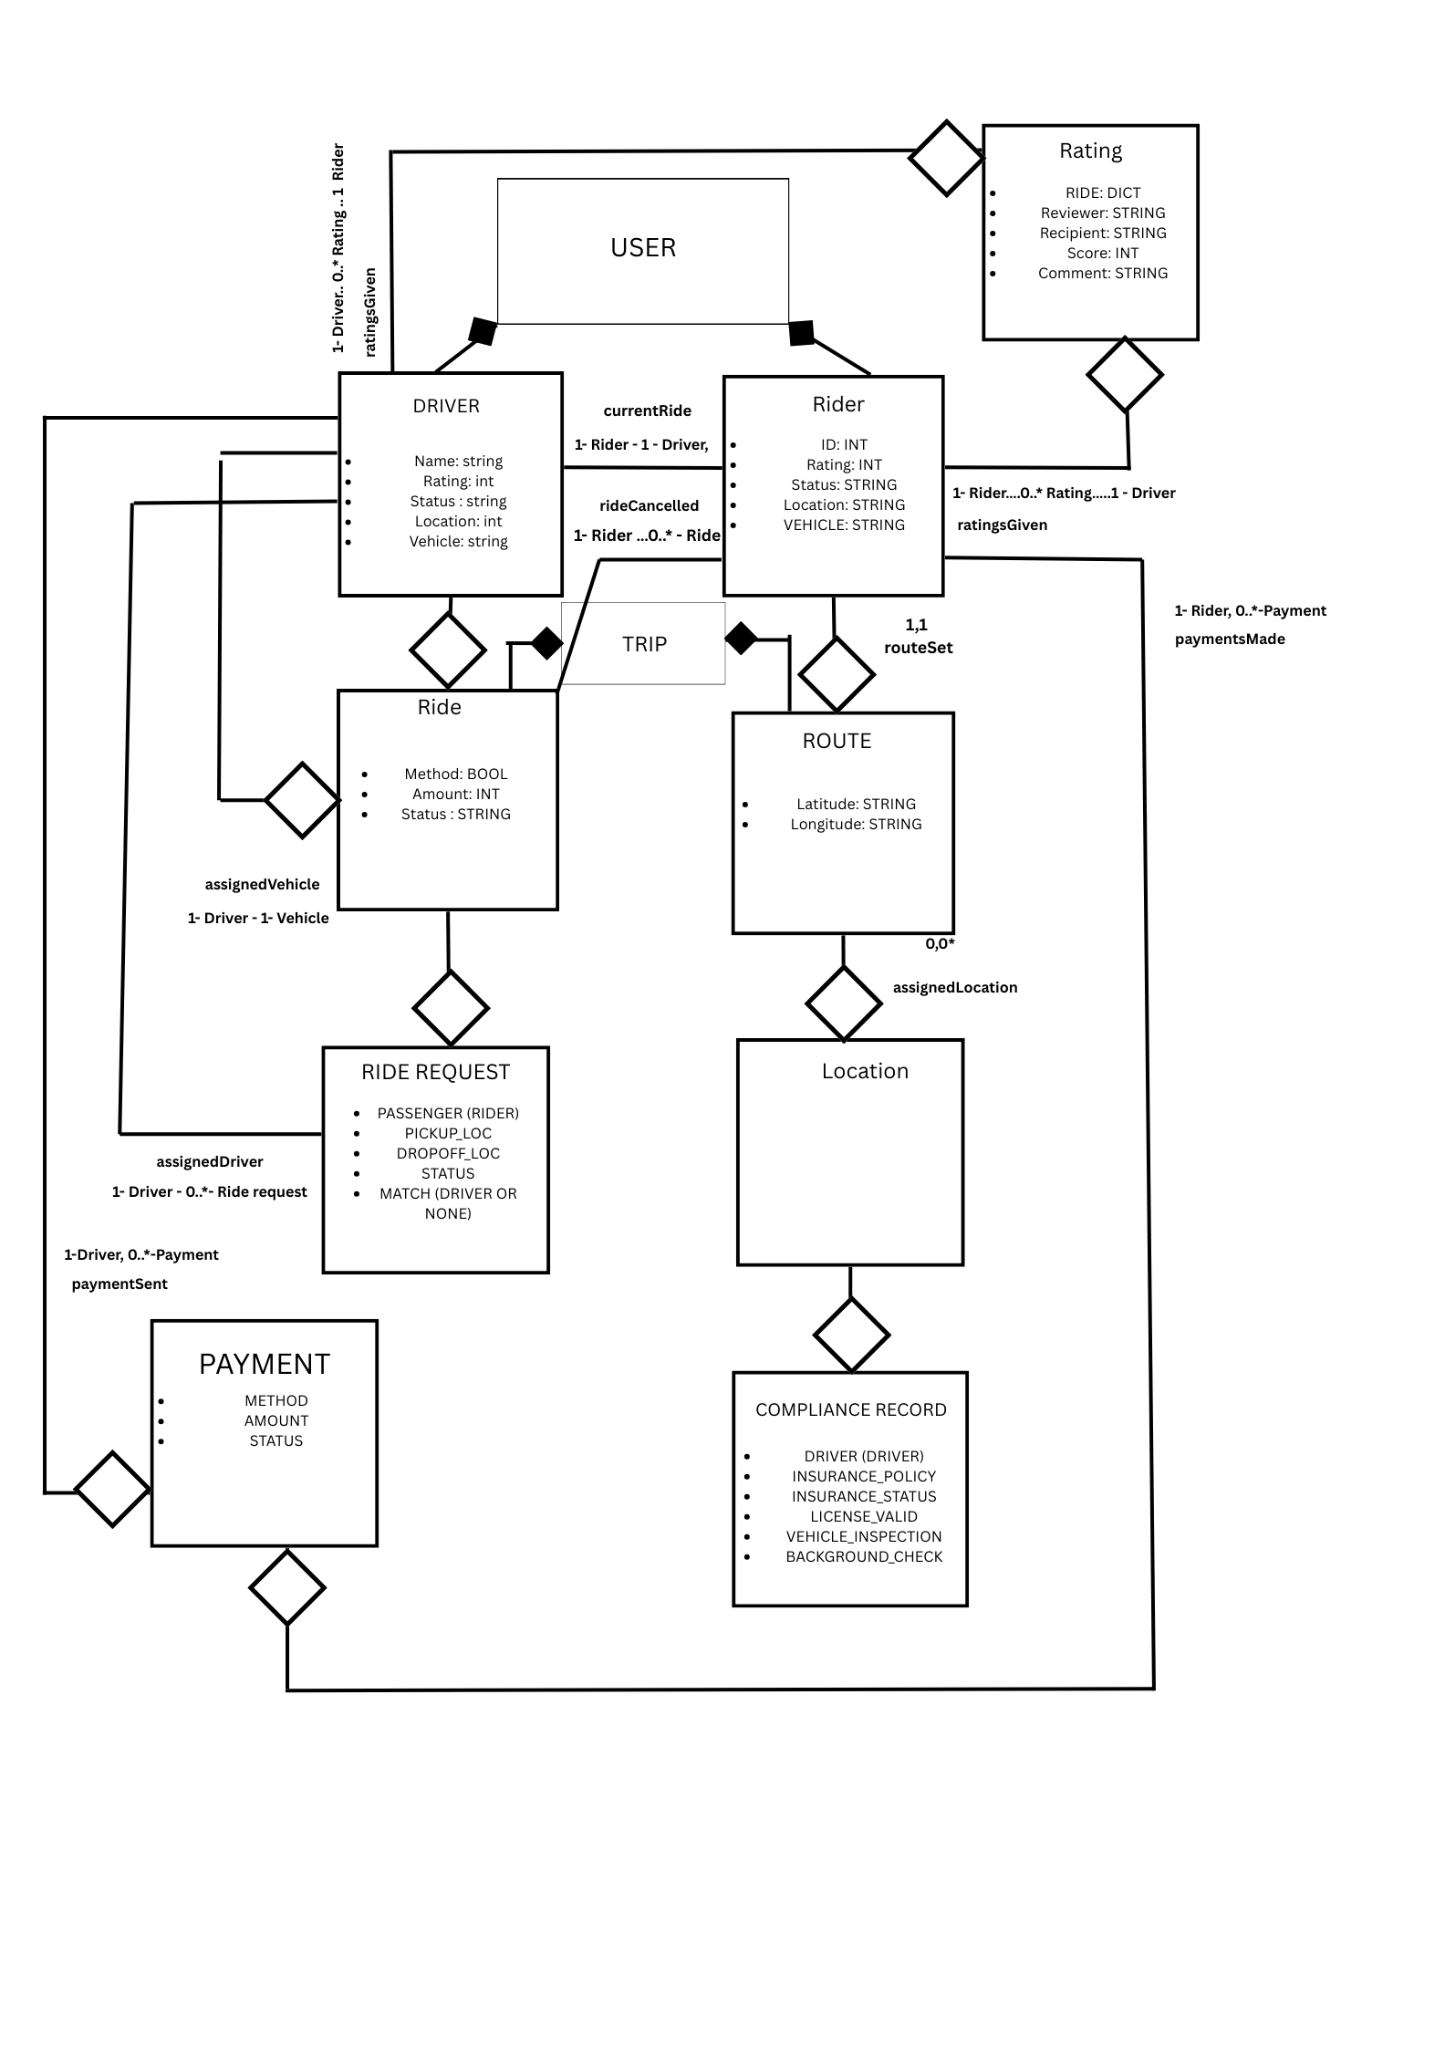 Rating
RIDE: DICT
Reviewer: STRING
Recipient: STRING
Score: INT
Comment: STRING
1- Driver.. 0..* Rating .. 1 Rider
ratingsGiven
USER
DRIVER
Name: string
Rating: int
Status : string
Location: int
Vehicle: string
currentRide
1- Rider - 1 - Driver,
rideCancelled
1- Rider ...0..* - Ride
Rider
ID: INT
Rating: INT
Status: STRING
Location: STRING
VEHICLE: STRING
1- Rider....0..* Rating.....1 - Driver
ratingsGiven
1- Rider, 0..*-Payment
paymentsMade
TRIP
1,1
routeSet
Ride
Method: BOOL
Amount: INT
Status : STRING
ROUTE
Latitude: STRING
Longitude: STRING
assignedVehicle
1- Driver - 1- Vehicle
0,0*
assignedLocation
RIDE REQUEST
PASSENGER (RIDER)
PICKUP_LOC
DROPOFF_LOC
STATUS
MATCH (DRIVER OR
NONE)
Location
assignedDriver
1- Driver - 0..*- Ride request
1-Driver, 0..*-Payment
paymentSent
PAYMENT
METHOD
AMOUNT
STATUS
COMPLIANCE RECORD
DRIVER (DRIVER)
INSURANCE_POLICY
INSURANCE_STATUS
LICENSE_VALID
VEHICLE_INSPECTION
BACKGROUND_CHECK